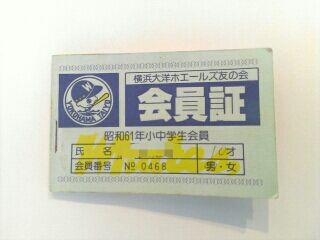 横浜大洋ホエールズ友の会
YOKOHAMA TAIYO
W
会員証
昭和61年小中学生会員
氏名 10才
会員番号 No 0468 男・女